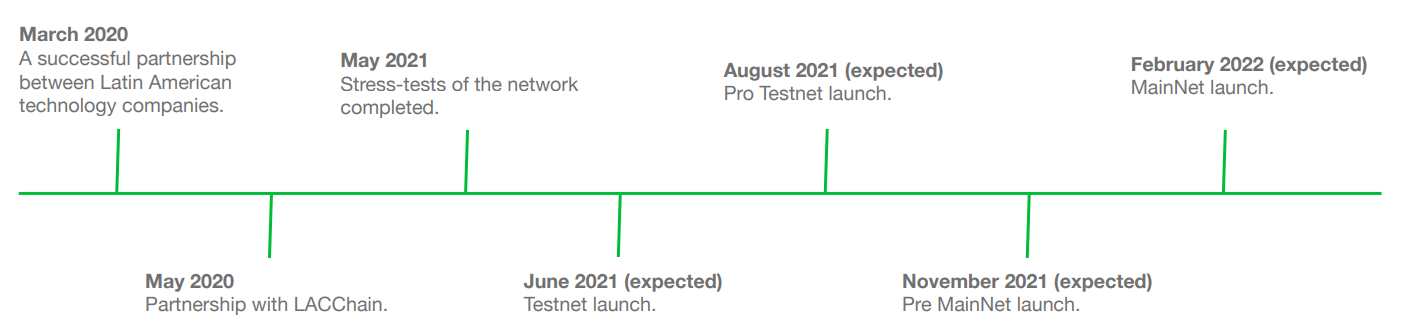 March 2020
A successful partnership
between Latin American
technology companies.
May 2020
Partnership with LACChain.
May 2021
Stress-tests of the network
completed.
June 2021 (expected)
Testnet launch.
August 2021 (expected)
Pro Testnet launch.
November 2021 (expected)
Pre MainNet launch.
February 2022 (expected)
MainNet launch.